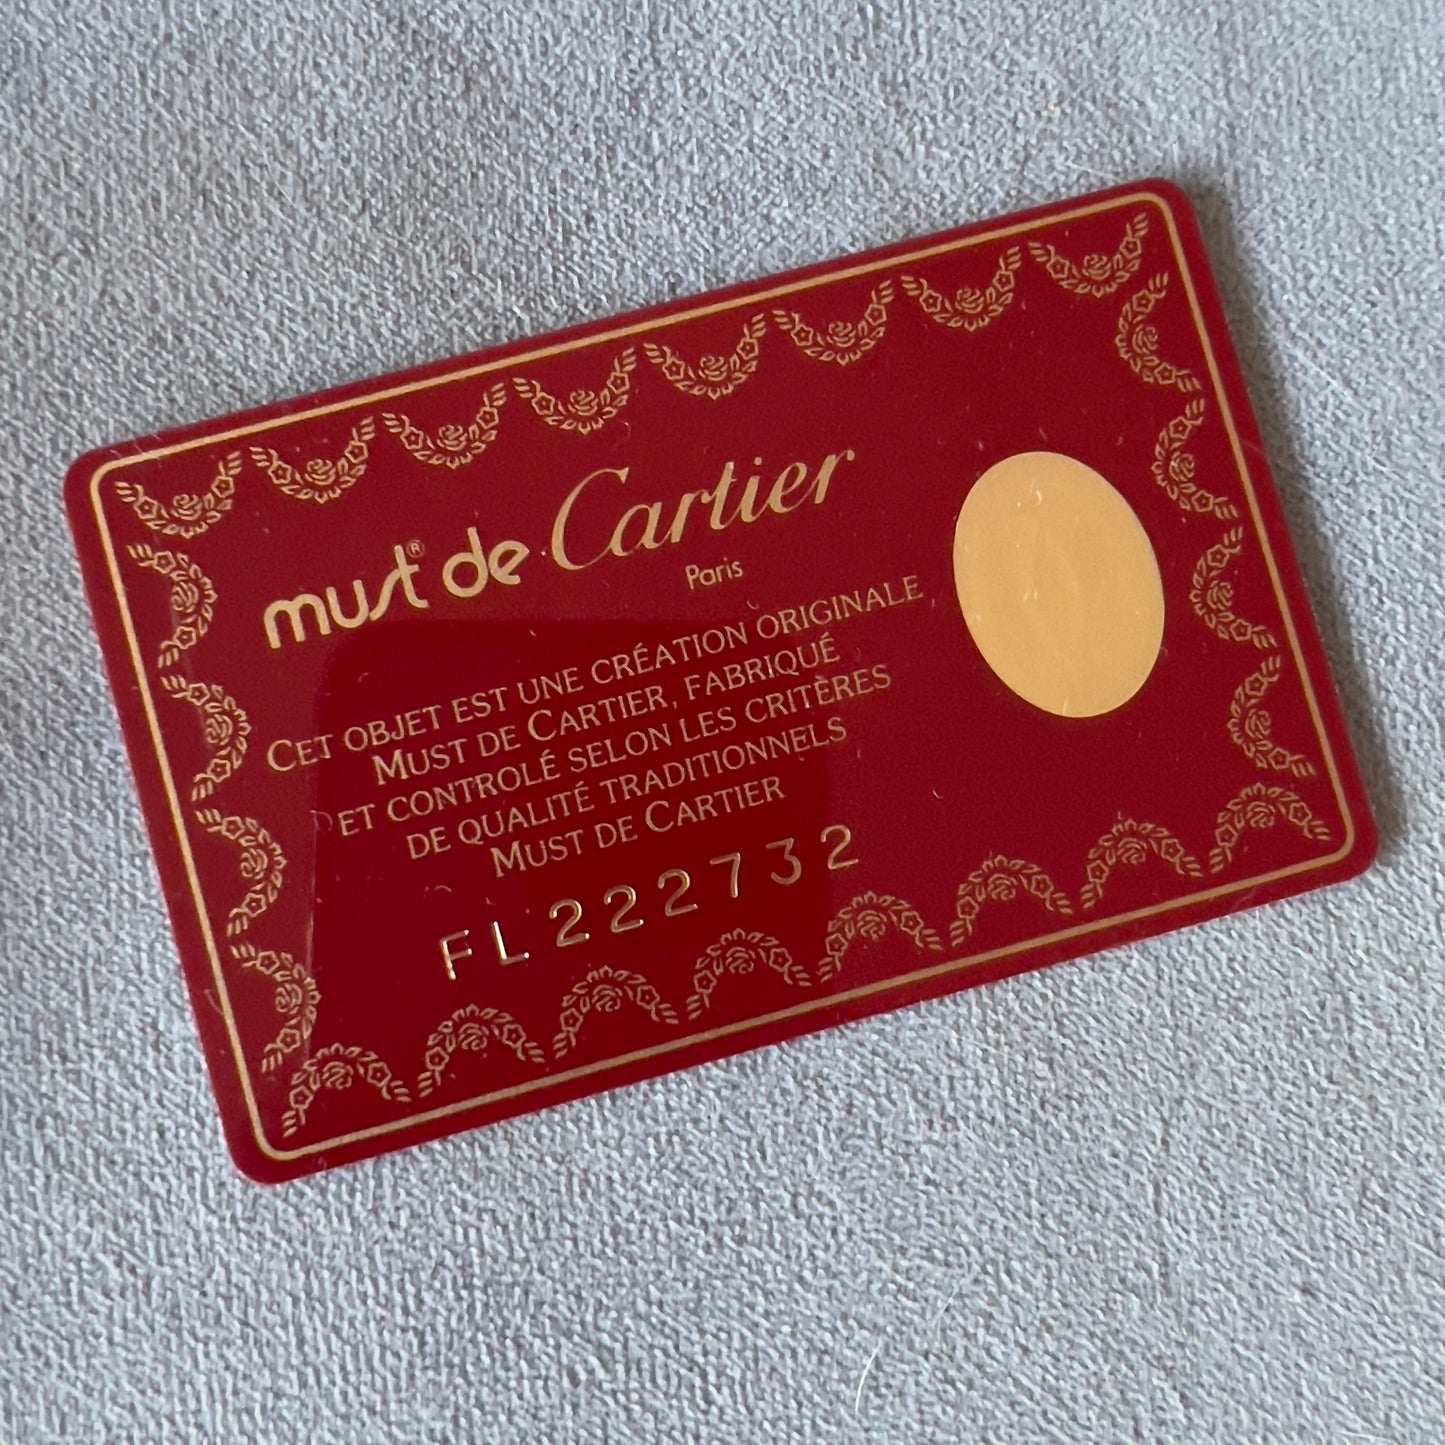 must® de Cartier
Paris
CET OBJET EST UNE CRÉATION ORIGINALE
MUST DE CARTIER, FABRIQUÉ
ET CONTROLÉ SELON LES CRITÈRES
DE QUALITÉ TRADITIONNELS
MUST DE CARTIER
FL 222732